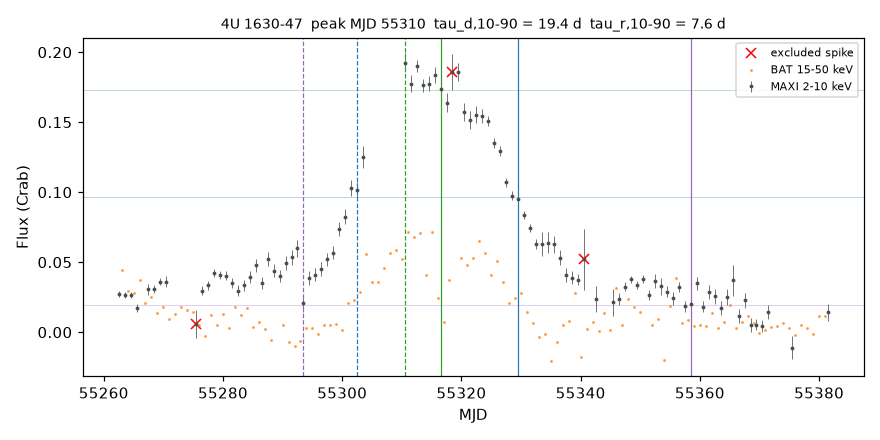 4U 1630-47  peak MJD 55310  tau_d,10-90 = 19.4 d  tau_r,10-90 = 7.6 d
excluded spike
BAT 15-50 keV
MAXI 2-10 keV
Flux (Crab)
0.20
0.15
0.10
0.05
0.00
55260 55280 55300 55320 55340 55360 55380
MJD